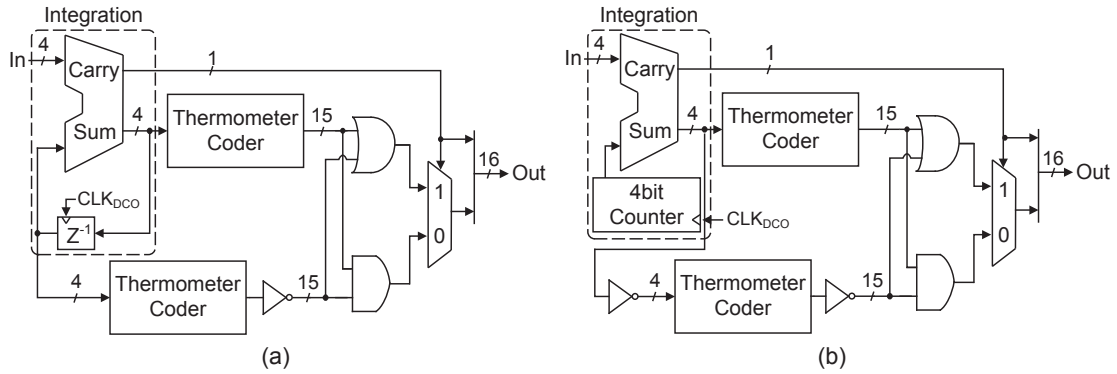 Integration
In 4
Carry
1
Sum
4
Thermometer
Coder
15
1
0
16
Out
CLKDCO
Z-1
4
Thermometer
Coder
15
(a)
Integration
In 4
Carry
1
Sum
4
Thermometer
Coder
15
1
0
16
Out
4bit
Counter
CLKDCO
4
Thermometer
Coder
15
(b)